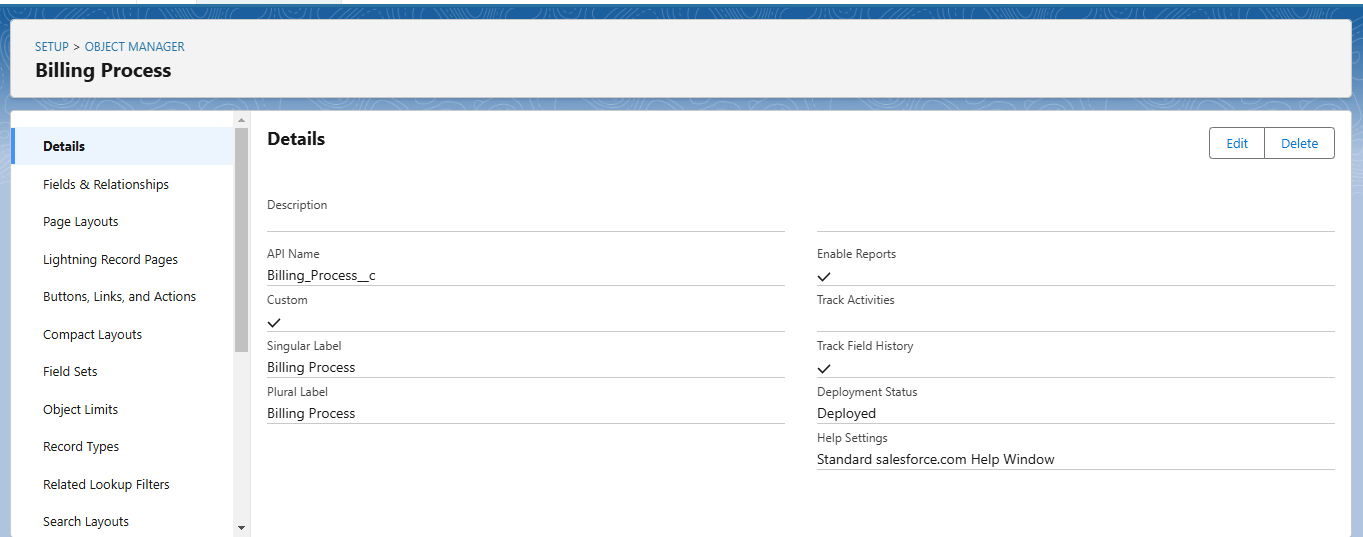 SETUP > OBJECT MANAGER
Billing Process
Details
Fields & Relationships
Page Layouts
Lightning Record Pages
Buttons, Links, and Actions
Compact Layouts
Field Sets
Object Limits
Record Types
Related Lookup Filters
Search Layouts
Details
Edit
Delete
Description
API Name
Billing_Process__c
Custom
Singular Label
Billing Process
Plural Label
Billing Process
Enable Reports
Track Activities
Track Field History
Deployment Status
Deployed
Help Settings
Standard salesforce.com Help Window